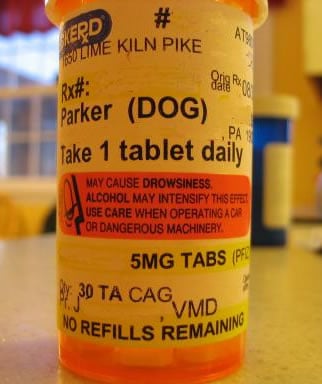 #
1650 LIME KILN PIKE
Orig Rx
date
Rx#:
Parker (DOG)
, PA
Take 1 tablet daily
MAY CAUSE DROWSINESS.
ALCOHOL MAY INTENSIFY THIS EFFECT.
USE CARE WHEN OPERATING A CAR
OR DANGEROUS MACHINERY.
5MG TABS
30 TA CAG
, VMD
NO REFILLS REMAINING